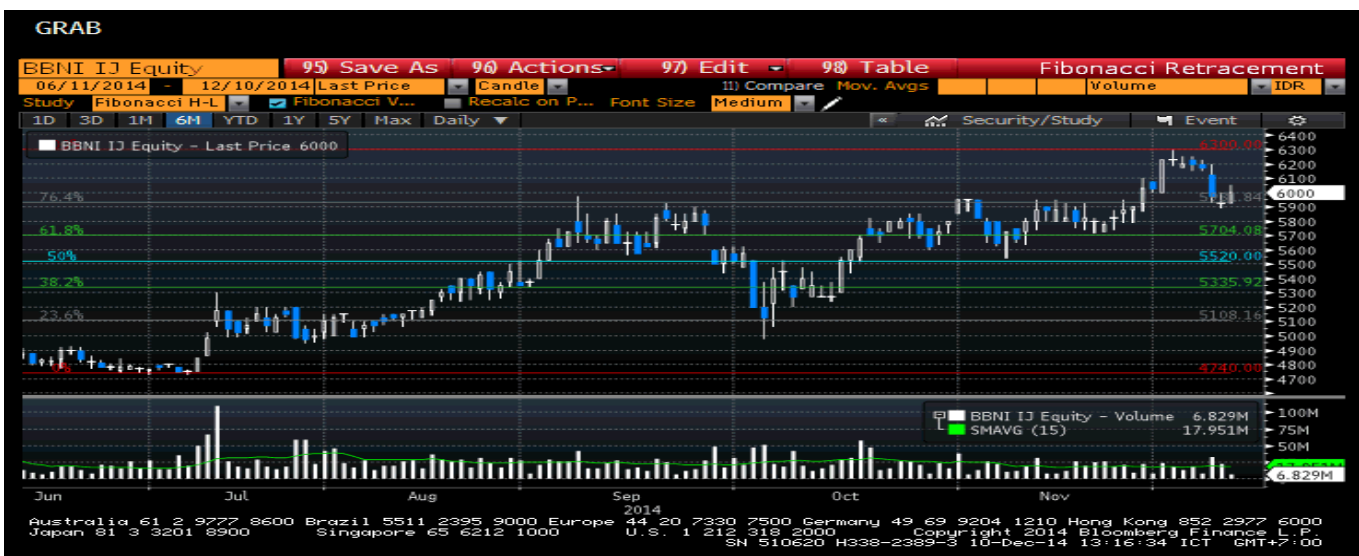 GRAB
BBNI IJ Equity 95) Save As 96) Actions 97) Edit 98) Table Fibonacci Retracement
06/11/2014 - 12/10/2014 Last Price Candle 11) Compare Mov. Avgs Volume IDR
Study Fibonacci H-L Fibonacci V... Recalc on P... Font Size Medium
1D 3D 1M 6M YTD 1Y 5Y Max Daily ▼ « Security/Study Event
BBNI IJ Equity - Last Price 6000
6400
6300.00 6300
6200
6100
6000
76.4%
5900
5800
61.8% 5704.08 5700
5600
50% 5520.00 5500
5400
38.2% 5335.92 5300
5200
23.6% 5108.16 5100
5000
4900
4800
0% 4740.00
4700
BBNI IJ Equity - Volume 6.829M
SMAVG (15) 17.951M
100M
75M
50M
6.829M
Jun Jul Aug Sep Oct Nov
2014
Australia 61 2 9777 8600 Brazil 5511 2395 9000 Europe 44 20 7330 7500 Germany 49 69 9204 1210 Hong Kong 852 2977 6000
Japan 81 3 3201 8900 Singapore 65 6212 1000 U.S. 1 212 318 2000 Copyright 2014 Bloomberg Finance L.P.
SN 510620 H338-2389-3 10-Dec-14 13:16:34 ICT GMT+7:00